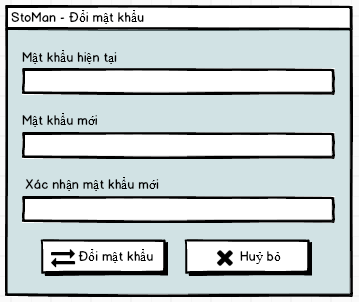 StoMan - Đổi mật khẩu
Mật khẩu hiện tại
Mật khẩu mới
Xác nhận mật khẩu mới
Đổi mật khẩu
Huỷ bỏ